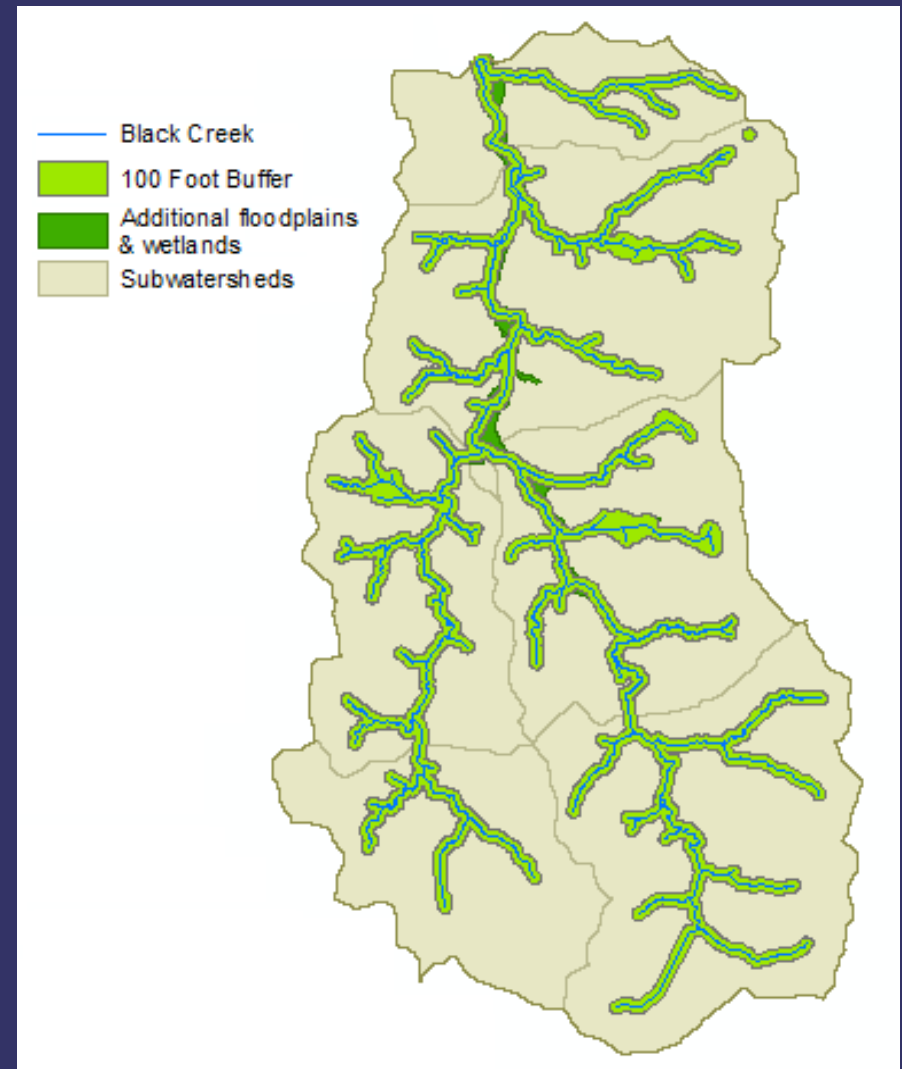 Black Creek
100 Foot Buffer
Additional floodplains
& wetlands
Subwatersheds